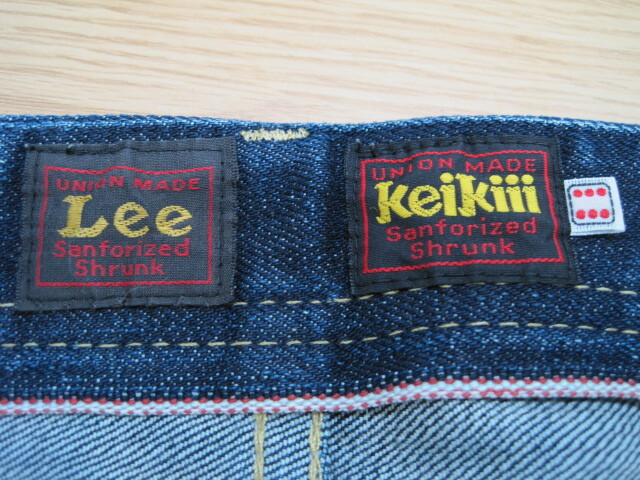 UNION MADE
Lee
Sanforized
Shrunk
UNION MADE
Keikiii
Sanforized
Shrunk